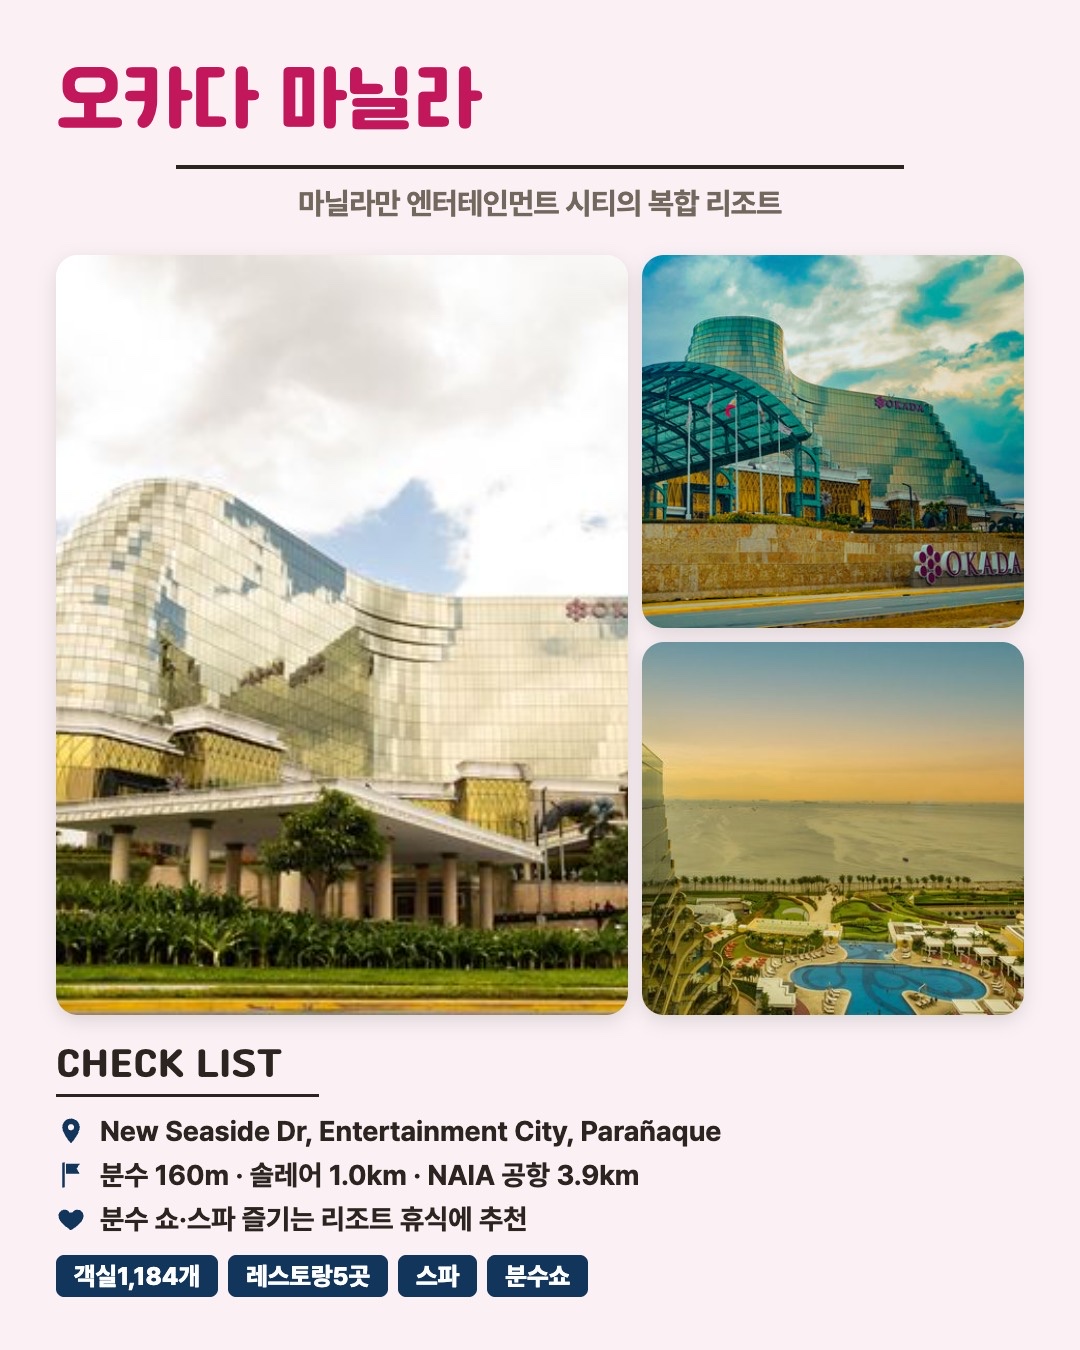 오카다 마닐라
마닐라만 엔터테인먼트 시티의 복합 리조트
OKADA
OKADA
CHECK LIST
New Seaside Dr, Entertainment City, Parañaque
분수 160m · 솔레어 1.0km · NAIA 공항 3.9km
분수 쇼·스파 즐기는 리조트 휴식에 추천
객실1,184개 레스토랑5곳 스파 분수쇼